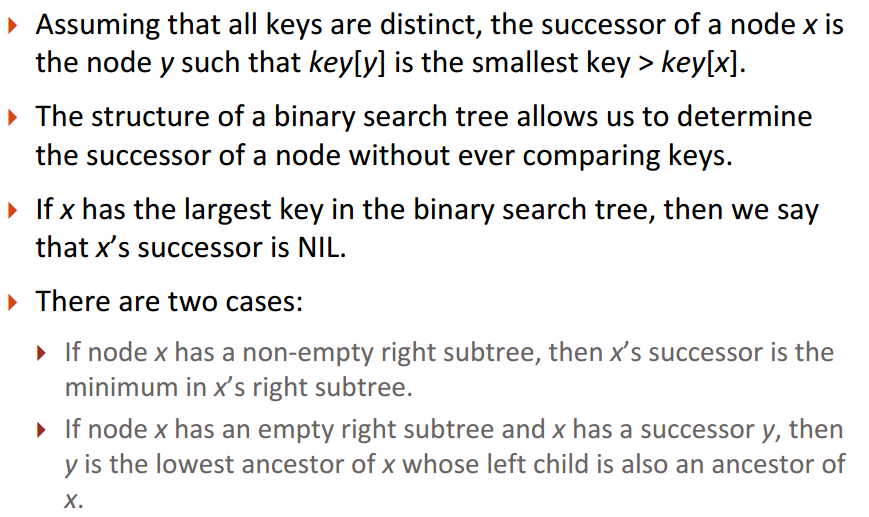 Assuming that all keys are distinct, the successor of a node x is
the node y such that key[y] is the smallest key > key[x].
The structure of a binary search tree allows us to determine
the successor of a node without ever comparing keys.
If x has the largest key in the binary search tree, then we say
that x’s successor is NIL.
There are two cases:
If node x has a non-empty right subtree, then x’s successor is the
minimum in x’s right subtree.
If node x has an empty right subtree and x has a successor y, then
y is the lowest ancestor of x whose left child is also an ancestor of
x.